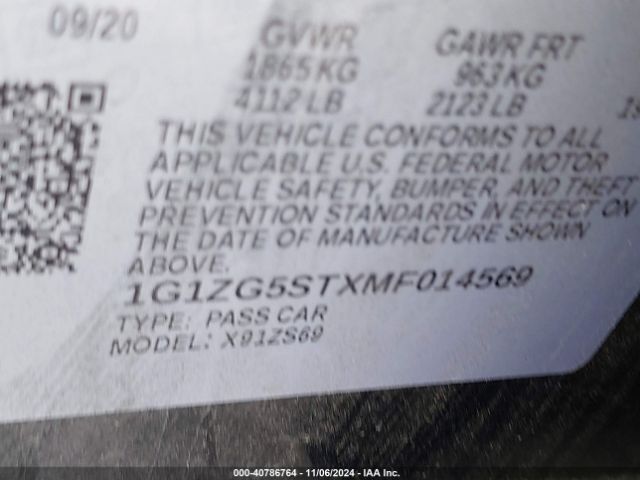 09/20 GVWR GAWR FRT
1865 KG 963 KG
4112 LB 2123 LB
THIS VEHICLE CONFORMS TO ALL
APPLICABLE U.S. FEDERAL MOTOR
VEHICLE SAFETY, BUMPER, AND THEFT
PREVENTION STANDARDS IN EFFECT ON
THE DATE OF MANUFACTURE SHOWN
ABOVE.
1G1ZG5STXMF014569
TYPE: PASS CAR
MODEL: X91ZS69
000-40786764 - 11/06/2024 - IAA Inc.